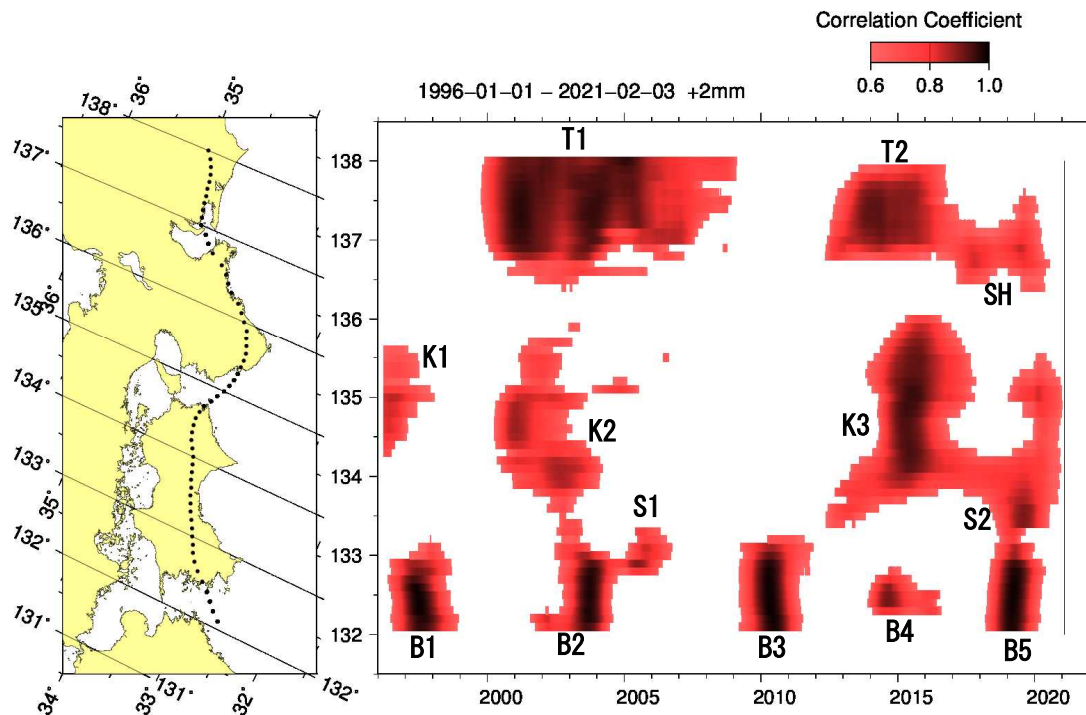 Correlation Coefficient
0.6 0.8 1.0
1996-01-01 - 2021-02-03 +2mm
36° 35°
138°
137°
136°
36°
135°
134°
133°
35°
132°
131°
34° 33° 131° 32° 132°
138
137
136
135
134
133
132
T1
T2
SH
K1
K2
K3
S1
S2
B1 B2 B3 B4 B5
2000 2005 2010 2015 2020